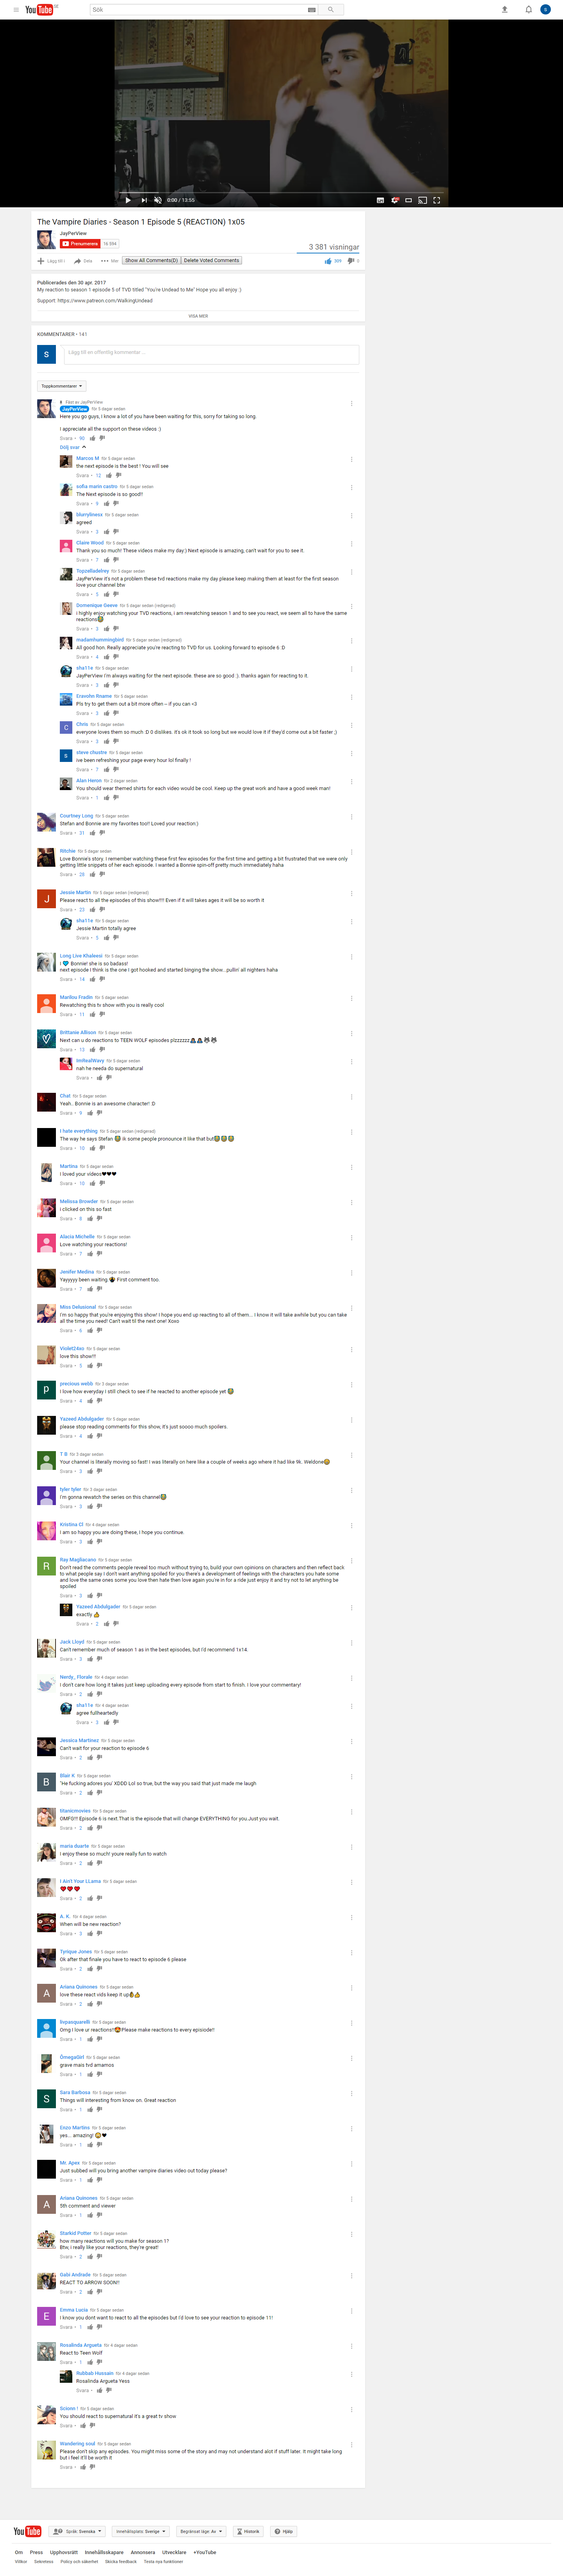 YouTube SE
Sök
0:00 / 13:55
The Vampire Diaries - Season 1 Episode 5 (REACTION) 1x05
JayPerView
Prenumerera 16 394
3 381 visningar
Lägg till i Dela Mer Show All Comments(D) Delete Voted Comments
509 0
Publicerades den 30 apr. 2017
My reaction to season 1 episode 5 of TVD titled "You're Undead to Me" Hope you all enjoy :)
Support: https://www.patreon.com/WalkingUndead
VISA MER
KOMMENTARER • 141
S
Lägg till en offentlig kommentar ...
Toppkommentarer
Fäst av JayPerView
JayPerView för 5 dagar sedan
Here you go guys, I know a lot of you have been waiting for this, sorry for taking so long
I appreciate all the support on these videos :)
Svara • 90
Dölj svar
Marcos M för 5 dagar sedan
the next episode is the best ! You will see
Svara • 12
sofia marin castro för 5 dagar sedan
The Next episode is so good!!
Svara • 9
blurrylinesx för 5 dagar sedan
agreed
Svara • 3
Claire Wood för 5 dagar sedan
Thank you so much! These videos make my day:) Next episode is amazing, can't wait for you to see it.
Svara • 7
Topsefladefrey för 5 dagar sedan
JayPerView it's not a problem these tvd reactions make my day please keep making them at least for the first season
love your channel btw
Svara • 5
Domanique Geeve för 5 dagar sedan (redigerad)
i highly enjoy watching your TVD reactions, I am rewatching season 1 and to see you react, we seem all to have the same
reactions
Svara • 3
madamhummingbird för 5 dagar sedan (redigerad)
All good hon. Really appreciate you're reacting to TVD for us. Looking forward to episode 6 :D
Svara • 4
sha11e för 5 dagar sedan
JayPerView i'm always waiting for the next episode. these are so good :). thanks again for reacting to it.
Svara • 3
Eravohn Roame för 5 dagar sedan
Pls try to get them out a bit more often – if you can <3
Svara • 3
C
Chris för 5 dagar sedan
everyone loves them so much :D 0 dislikes. It's ok it took so long but we would love it if they'd come out a bit faster ;)
Svara • 3
s
steve chustre för 5 dagar sedan
ive been refreshing your page every hour lol finally !
Svara • 7
Alan Heron för 2 dagar sedan
You should wear themed shirts for each video would be cool. Keep up the great work and have a good week man!
Svara • 1
Courtney Long för 5 dagar sedan
Stefan and Bonnie are my favorites too!! Loved your reaction:)
Svara • 31
Ritchie för 5 dagar sedan
Love Bonnie's story. I remember watching these first few episodes for the first time and getting a bit frustrated that we were only
getting little snippets of her each episode. I wanted a Bonnie spin-off pretty much immediately haha
Svara • 28
J
Jessie Martin för 5 dagar sedan (redigerad)
Please react to all the episodes of this show!!!! Even if it will takes ages it will be so worth it
Svara • 23
sha11e för 5 dagar sedan
Jessie Martin totally agree
Svara • 5
Long Live Khaleesi för 5 dagar sedan
I 💙 Bonnie! she is so badass!
next episode I think is the one I got hooked and started binging the show...pullin' all nighters haha
Svara • 14
Marilou Fradin för 5 dagar sedan
Rewatching this tv show with you is really cool
Svara • 11
Brittanie Allison för 5 dagar sedan
Next can u do reactions to TEEN WOLF episodes plzzzzzz
Svara • 13
ImRealWavy för 5 dagar sedan
nah he needa do supernatural
Svara •
Chat för 5 dagar sedan
Yeah.. Bonnie is an awesome character! :D
Svara • 9
I hate everything för 5 dagar sedan (redigerad)
The way he says Stefan 😂 ik some people pronounce it like that but😂😂😂
Svara • 10
Martina för 5 dagar sedan
I loved your videos♥♥♥
Svara • 10
Melissa Browder för 5 dagar sedan
i clicked on this so fast
Svara • 6
Alacia Michelle för 5 dagar sedan
Love watching your reactions!
Svara • 7
Jenifer Medina för 5 dagar sedan
Yayyyyy been waiting First comment too.
Svara • 7
Miss Delusional för 5 dagar sedan
I'm so happy that you're enjoying this show! I hope you end up reacting to all of them... I know it will take awhile but you can take
all the time you need! Can't wait til the next one! Xoxo
Svara • 6
Violet24xo för 5 dagar sedan
love this show!!!
Svara • 5
p
precious webb för 3 dagar sedan
I love how everyday I still check to see if he reacted to another episode yet 😂
Svara • 4
Yazeed Abdulgader för 5 dagar sedan
please stop reading comments for this show, it's just soooo much spoilers.
Svara • 4
T B för 5 dagar sedan
Your channel is literally moving so fast! I was literally on here like a couple of weeks ago where it had like 9k. Weldone
Svara • 3
tyler tyler för 5 dagar sedan
i'm gonna rewatch the series on this channel
Svara • 3
Kristina Cl för 4 dagar sedan
I am so happy you are doing these, I hope you continue.
Svara • 3
R
Ray Magbacano för 5 dagar sedan
Don't read the comments people reveal too much without trying to, build your own opinions on characters and then reflect back
to what people say I don't want anything spoiled for you there's a development of feelings with the characters you hate some
and love the same ones some you love then hate then love again you're in for a ride just enjoy it and try not to let anything be
spoiled
Svara • 3
Yazeed Abdulgader för 5 dagar sedan
exactly 👍
Svara • 2
Jack Lloyd för 5 dagar sedan
Can't remember much of season 1 as in the best episodes, but I'd recommend 1x14.
Svara • 3
Nerdy_ Florale för 4 dagar sedan
I don't care how long it takes just keep uploading every episode from start to finish. I love your commentary!
Svara • 2
sha11e för 4 dagar sedan
agree fullheartedly
Svara • 3
Jessica Martinez för 5 dagar sedan
Can't wait for your reaction to episode 6
Svara • 2
B
Blair K för 5 dagar sedan
"He fucking adores you' XDDD Lol so true, but the way you said that just made me laugh
Svara • 2
titanicmovies för 5 dagar sedan
OMFG!!! Episode 6 is next.That is the episode that will change EVERYTHING for you.Just you wait.
Svara • 2
maria duarte för 5 dagar sedan
I enjoy these so much! youre really fun to watch
Svara • 2
I Ain't Your LLama för 5 dagar sedan
❤❤❤
Svara • 2
A. K. för 4 dagar sedan
When will be new reaction?
Svara • 3
Tyrique Jones för 5 dagar sedan
Ok after that finale you have to react to episode 6 please
Svara • 2
A
Ariana Quinones för 5 dagar sedan
love these react vids keep it up
Svara • 2
livpasquarelli för 5 dagar sedan
Omg I love ur reactions!!😍Please make reactions to every episode!!
Svara • 1
ÔmegaGirl för 5 dagar sedan
grave mais tvd amamos
Svara • 1
S
Sara Barbosa för 5 dagar sedan
Things will interesting from know on. Great reaction
Svara • 1
Enzo Martins för 5 dagar sedan
yes... amazing!
Svara • 1
Mr. Apex för 5 dagar sedan
Just subbed will you bring another vampire diaries video out today please?
Svara • 1
A
Ariana Quinones för 5 dagar sedan
5th comment and viewer
Svara • 1
Starkid Potter för 5 dagar sedan
how many reactions will you make for season 1?
Btw, i really like your reactions, they're great!
Svara • 2
Gabi Andrade för 5 dagar sedan
REACT TO ARROW SOON!!
Svara • 2
E
Emma Lucia för 5 dagar sedan
I know you dont want to react to all the episodes but I'd love to see your reaction to episode 11!
Svara • 1
Rosalinda Argueta för 4 dagar sedan
React to Teen Wolf
Svara • 1
Rubbab Hussain för 4 dagar sedan
Rosalinda Argueta Yess
Svara •
Scionn ! för 5 dagar sedan
You should react to supernatural it's a great tv show
Svara •
Wandering soul för 5 dagar sedan
Please don't skip any episodes. You might miss some of the story and may not understand alot if stuff later. It might take long
but I feel it'll be worth it
Svara •
YouTube Språk: Svenska Innehållsplats: Sverige Begränsat läge: Av Historik Hjälp
Om Press Upphovsrätt Innehållsskapare Annonsera Utvecklare +YouTube
Villkor Sekretess Policy och säkerhet Skicka feedback Testa nya funktioner